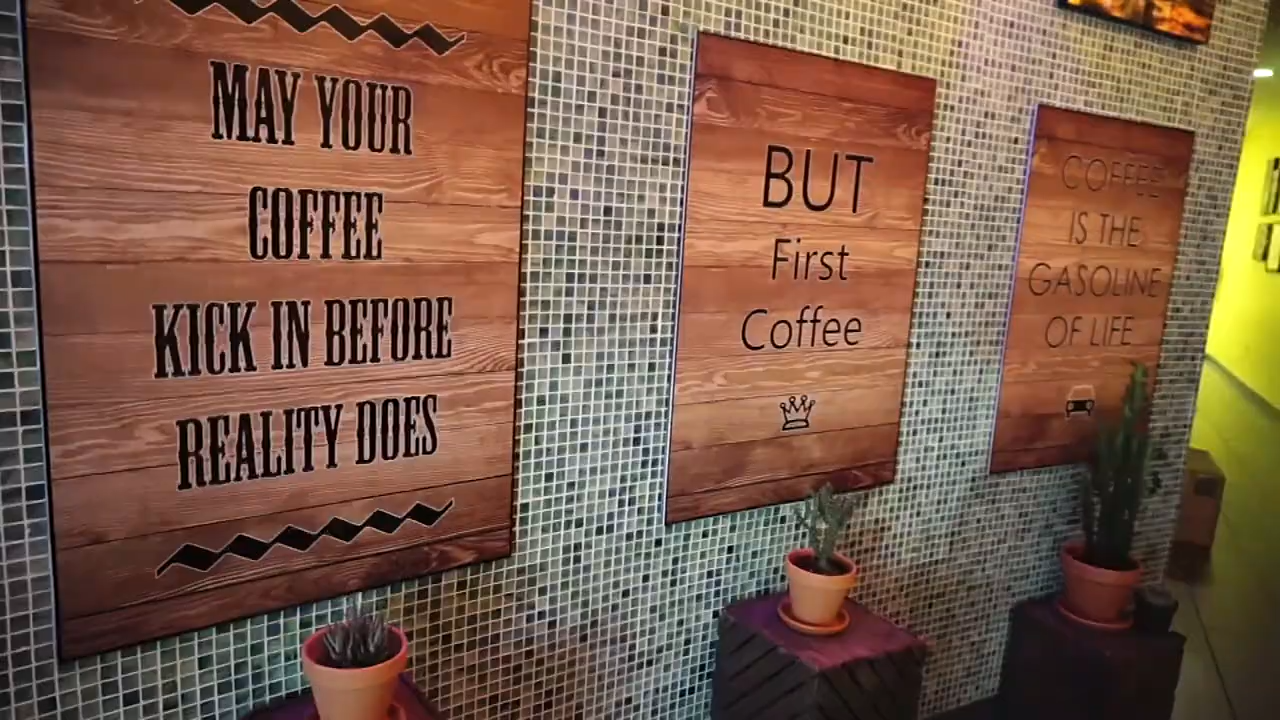 MAY YOUR
COFFEE
KICK IN BEFORE
REALITY DOES
BUT
First
Coffee
COFFEE
IS THE
GASOLINE
OF LIFE